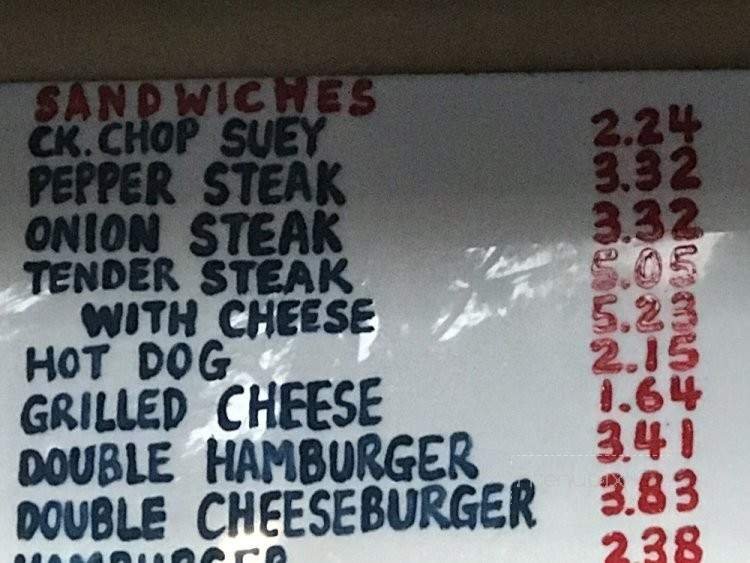 SANDWICHES
CK. CHOP SUEY 2.24
PEPPER STEAK 3.32
ONION STEAK 3.32
TENDER STEAK 5.05
WITH CHEESE 5.23
HOT DOG 2.15
GRILLED CHEESE 1.64
DOUBLE HAMBURGER 3.41
DOUBLE CHEESEBURGER 3.83
HAMBURGER 2.38